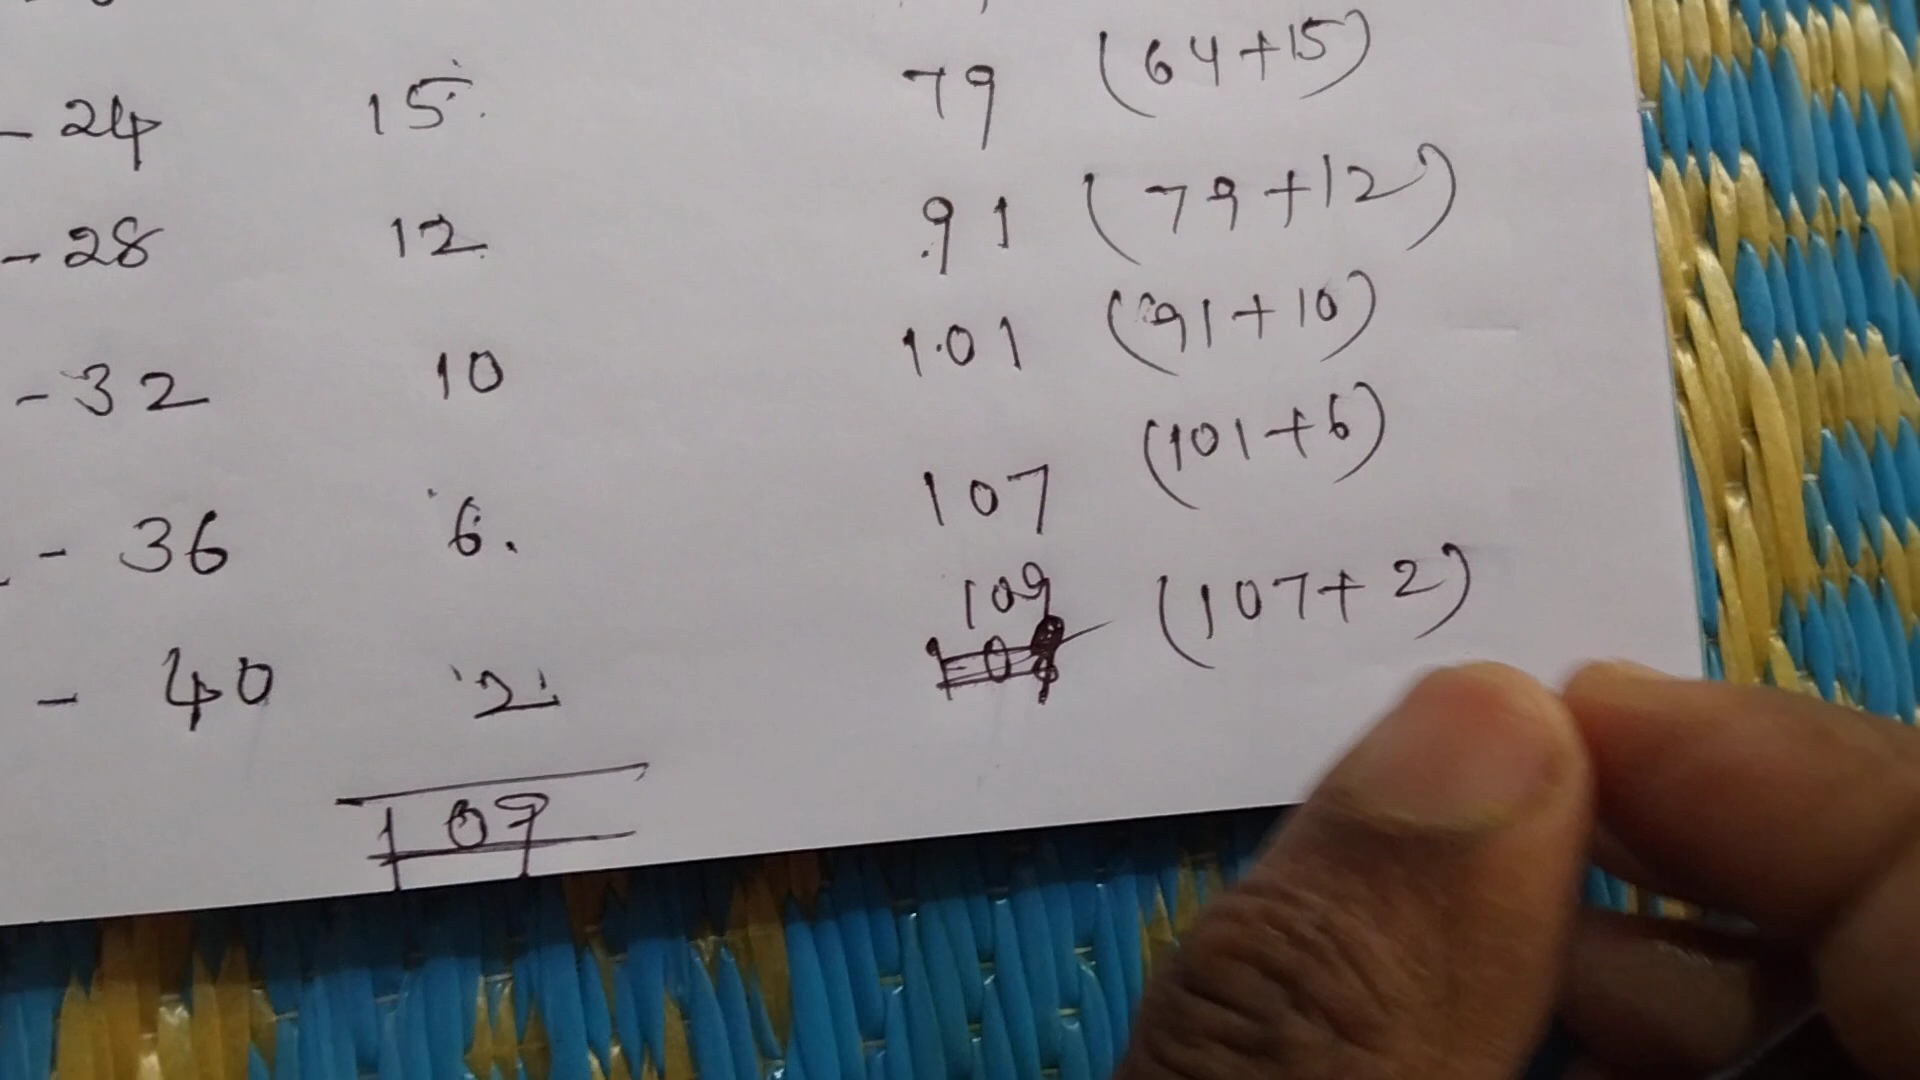 - 24 15 79 (64+15)
- 28 12 91 (79+12)
- 32 10 101 (91+10)
- 36 6 107 (101+6)
- 40 2 109 (107+2)
109